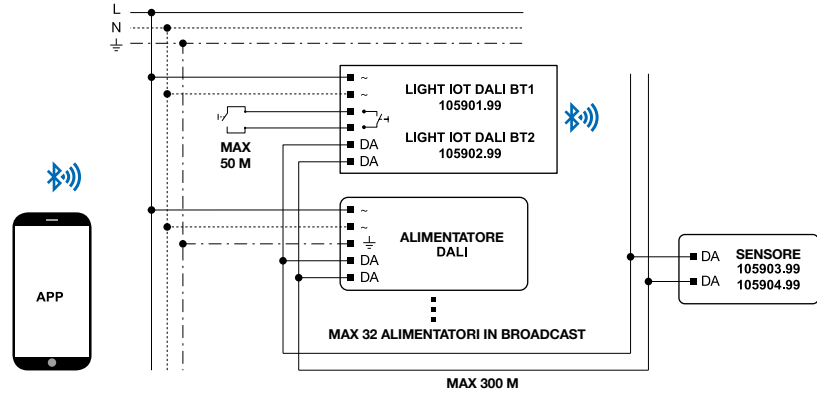 L
N
~
~
LIGHT IOT DALI BT1
105901.99
LIGHT IOT DALI BT2
105902.99
DA
DA
MAX
50 M
~
~
ALIMENTATORE
DALI
DA
DA
DA
DA
SENSORE
105903.99
105904.99
APP
MAX 32 ALIMENTATORI IN BROADCAST
MAX 300 M